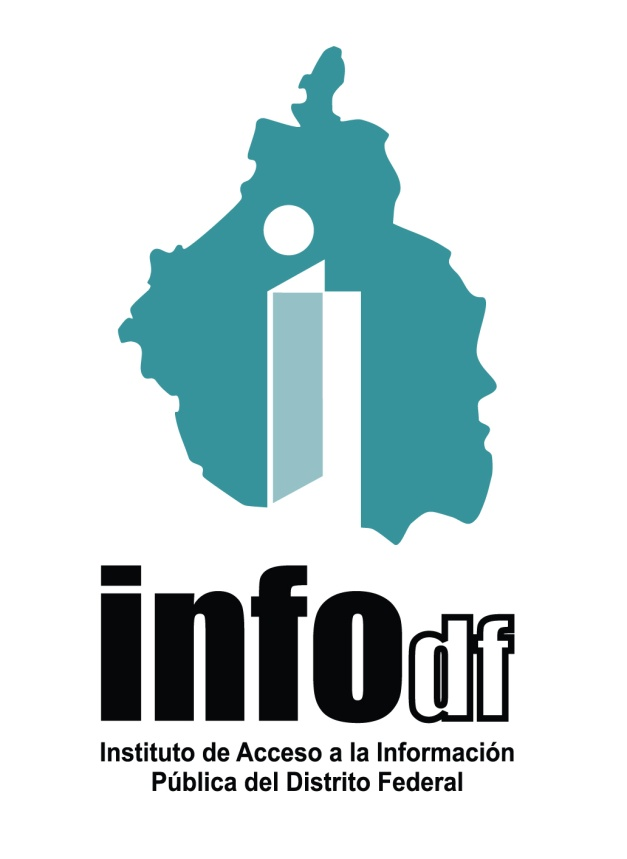 infodf
Instituto de Acceso a la Información
Pública del Distrito Federal